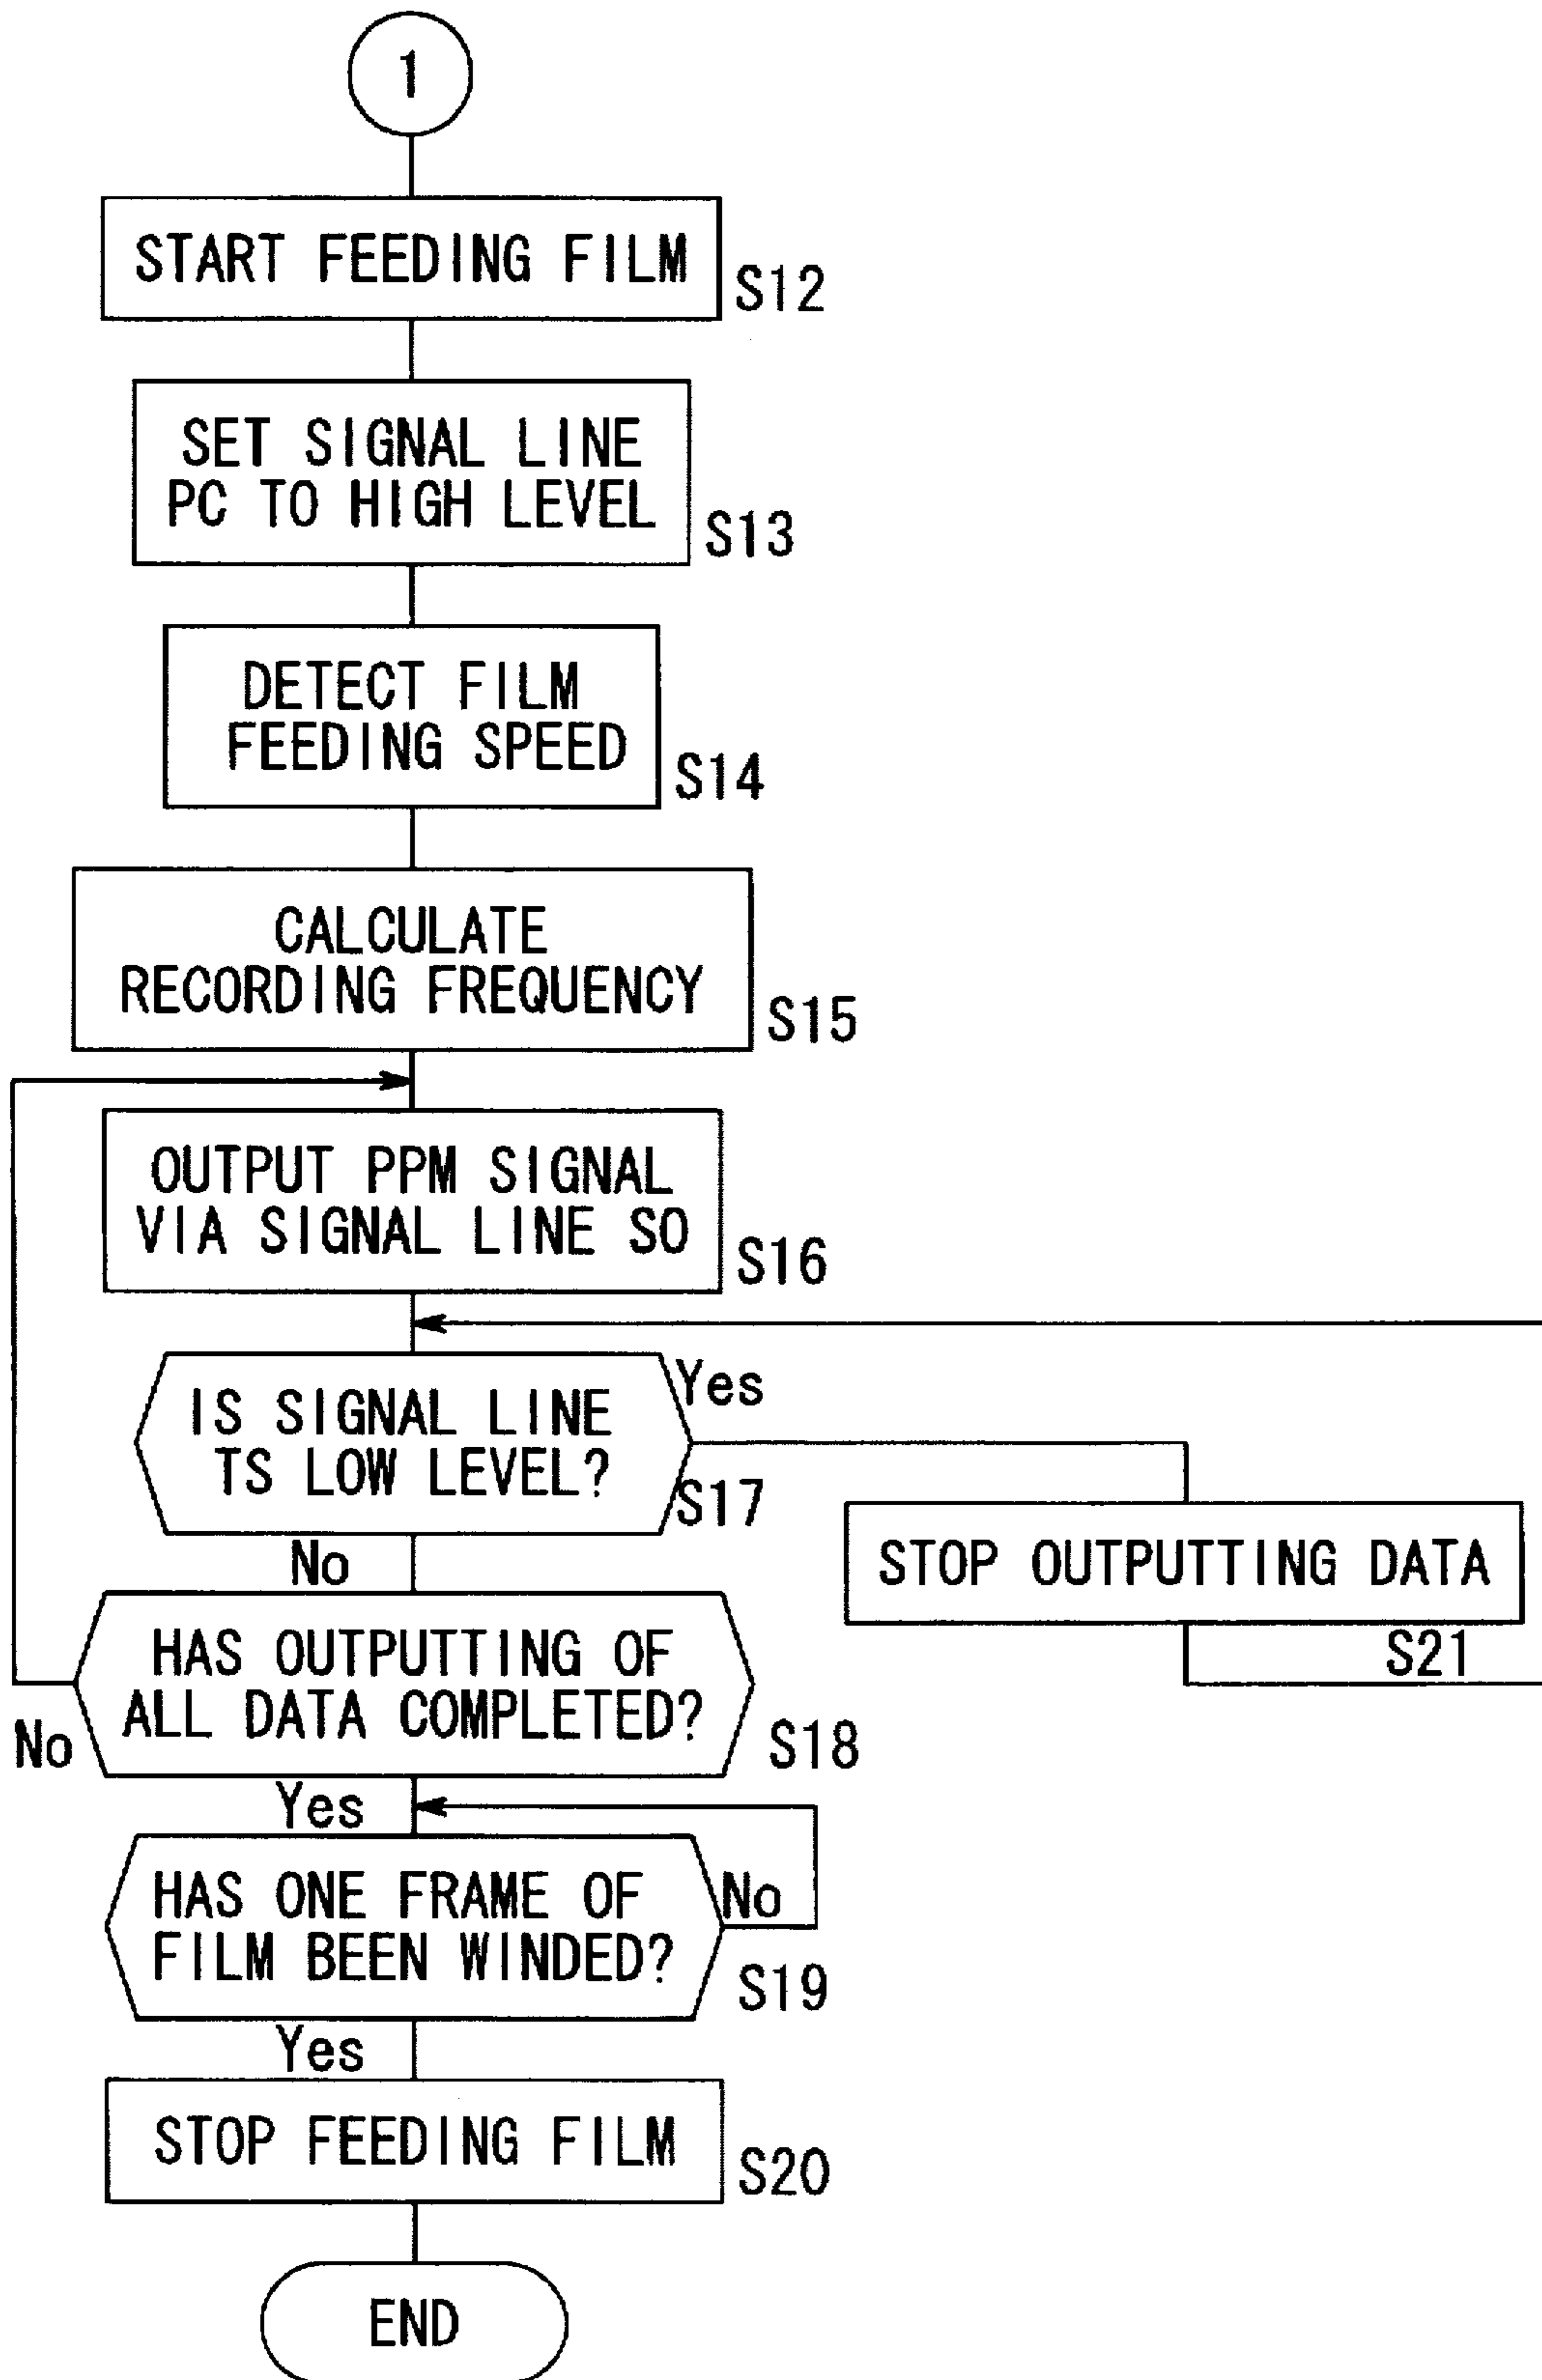 1
START FEEDING FILM
S12
SET SIGNAL LINE
PC TO HIGH LEVEL
S13
DETECT FILM
FEEDING SPEED
S14
CALCULATE
RECORDING FREQUENCY
S15
OUTPUT PPM SIGNAL
VIA SIGNAL LINE SO
S16
IS SIGNAL LINE
TS LOW LEVEL?
Yes
S17
No
STOP OUTPUTTING DATA
S21
HAS OUTPUTTING OF
ALL DATA COMPLETED?
No
S18
Yes
HAS ONE FRAME OF
FILM BEEN WINDED?
No
S19
Yes
STOP FEEDING FILM
S20
END